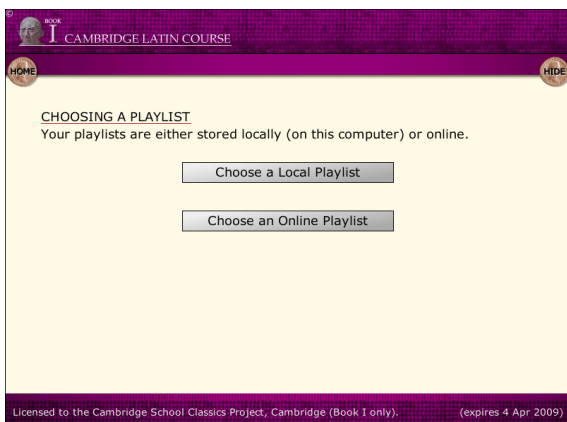 ©
BOOK
I CAMBRIDGE LATIN COURSE
HOME
HIDE
CHOOSING A PLAYLIST
Your playlists are either stored locally (on this computer) or online.
Choose a Local Playlist
Choose an Online Playlist
Licensed to the Cambridge School Classics Project, Cambridge (Book I only). (expires 4 Apr 2009)